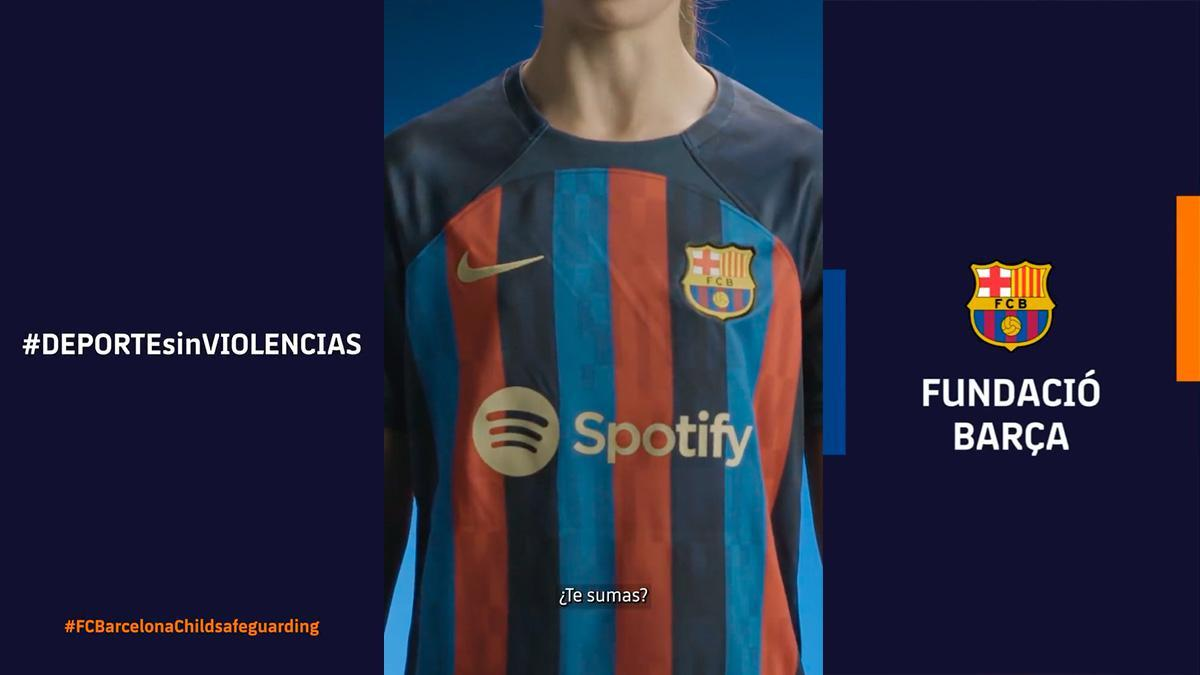 #DEPORTEsinVIOLENCIAS
#FCBarcelonaChildsafeguarding
FCB
Spotify
¿Te sumas?
FCB
FUNDACIÓ
BARÇA